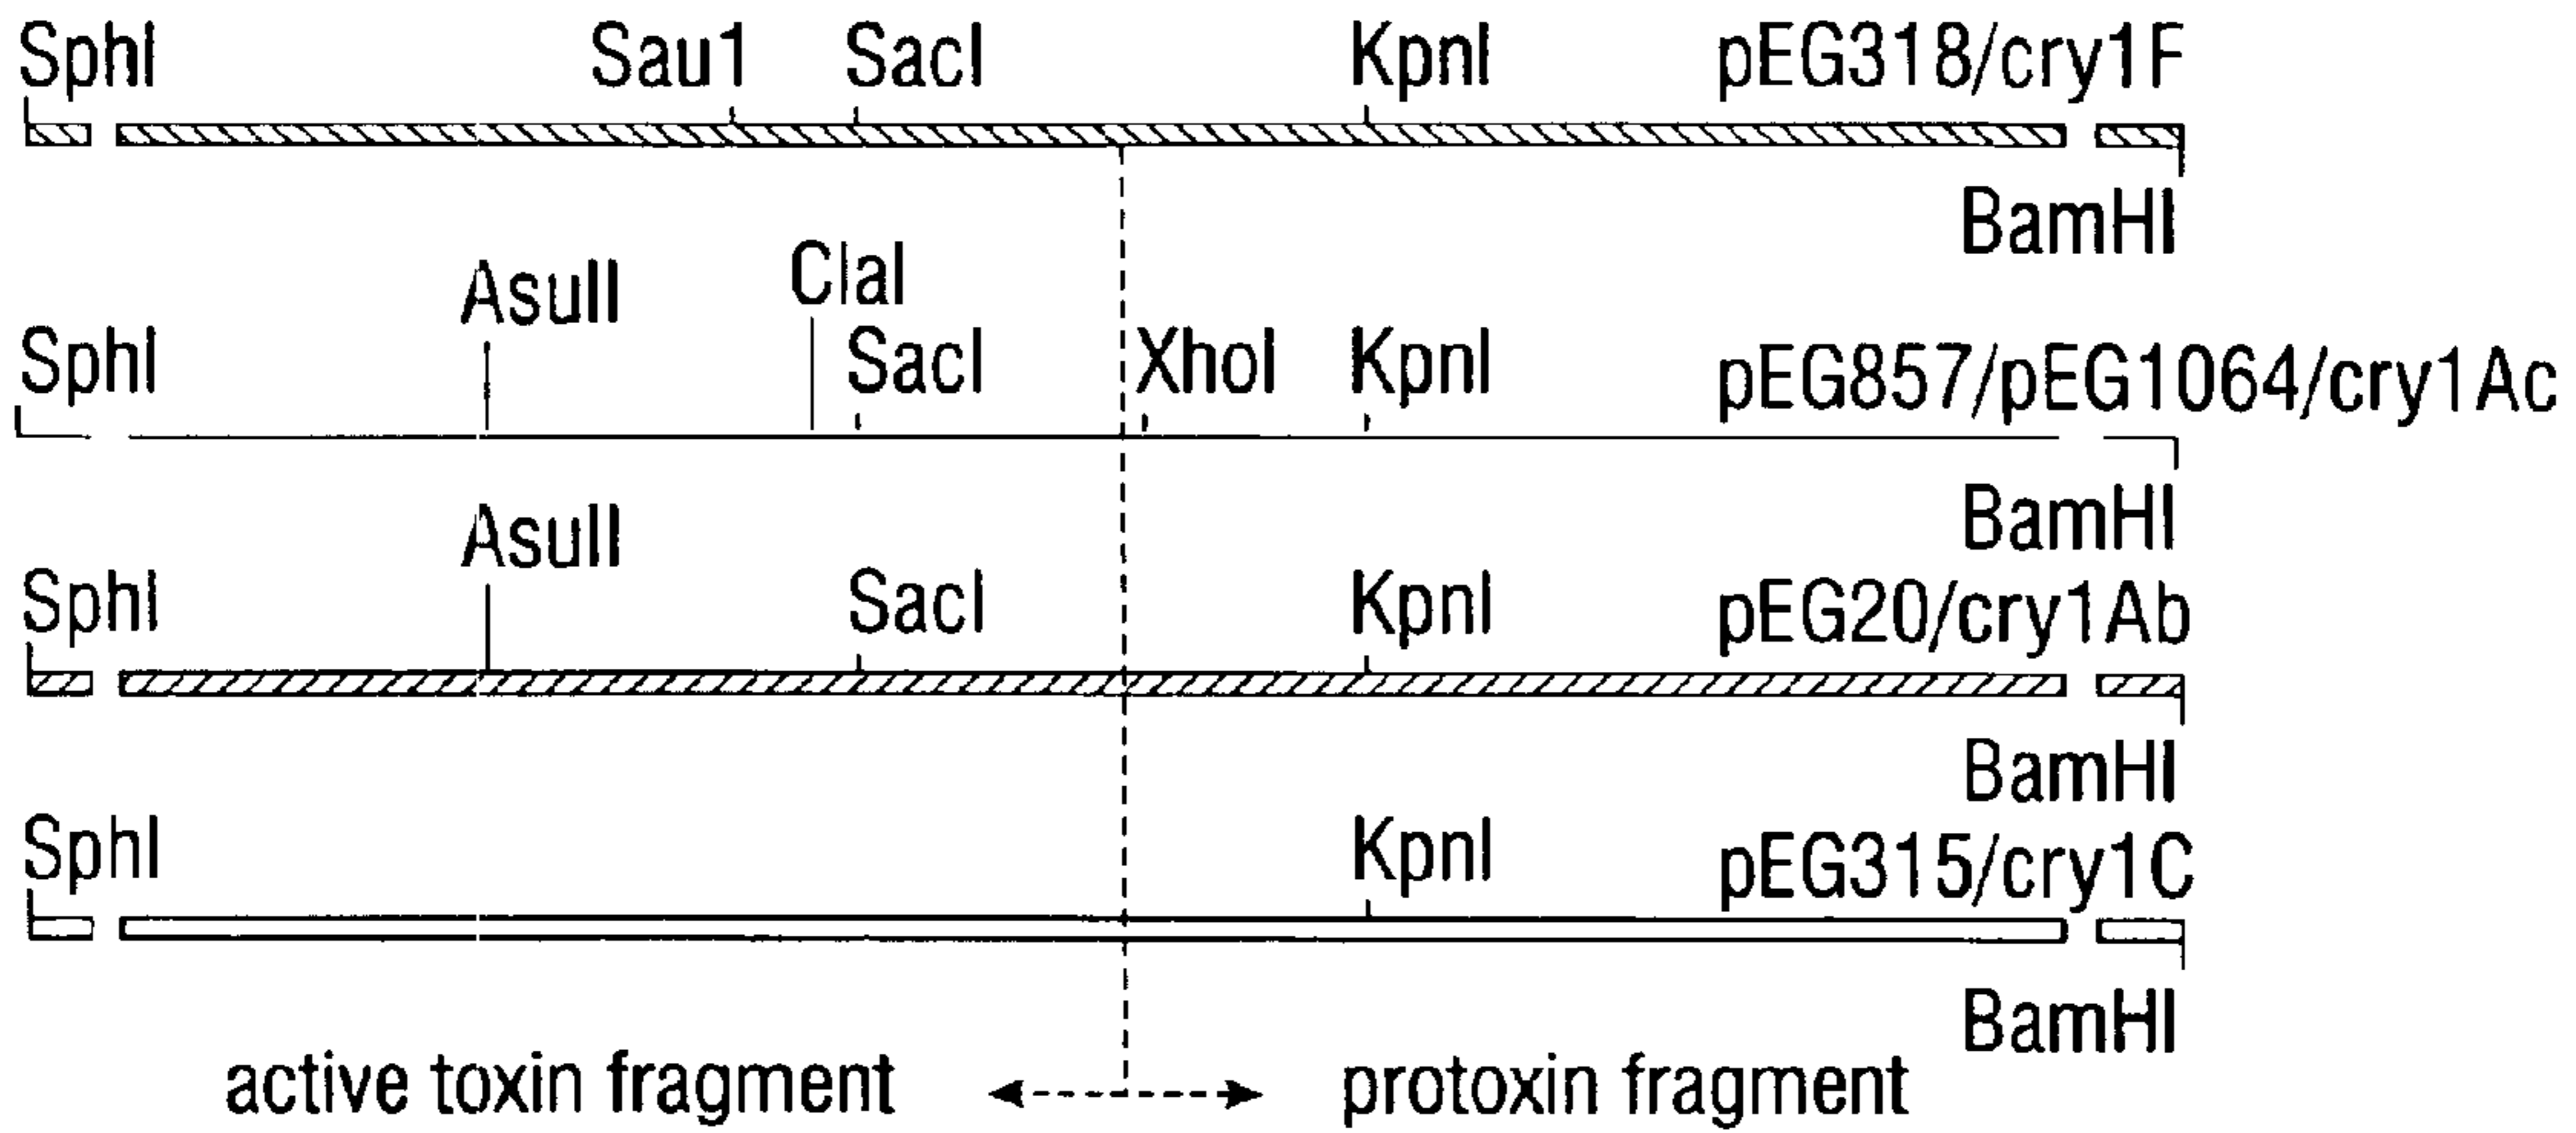 SphI Sau1 SacI KpnI pEG318/cry1F
BamHI
AsuII ClaI
SphI SacI XhoI KpnI pEG857/pEG1064/cry1Ac
BamHI
AsuII
SphI SacI KpnI pEG20/cry1Ab
BamHI
SphI KpnI pEG315/cry1C
BamHI
active toxin fragment protoxin fragment